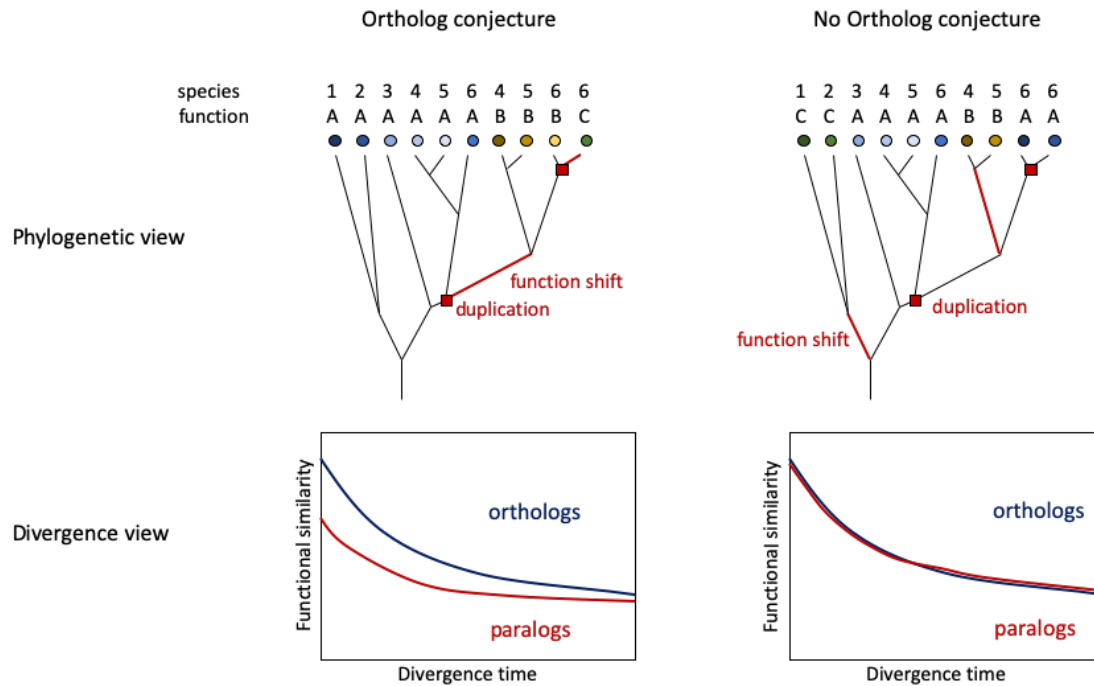 Ortholog conjecture
No Ortholog conjecture
species 1 2 3 4 5 6 4 5 6 6
function A A A A A A B B B C
1 2 3 4 5 6 4 5 6 6
C C A A A A B B A A
Phylogenetic view
function shift
duplication
duplication
function shift
Divergence view
Functional similarity
orthologs
paralogs
Divergence time
Functional similarity
orthologs
paralogs
Divergence time